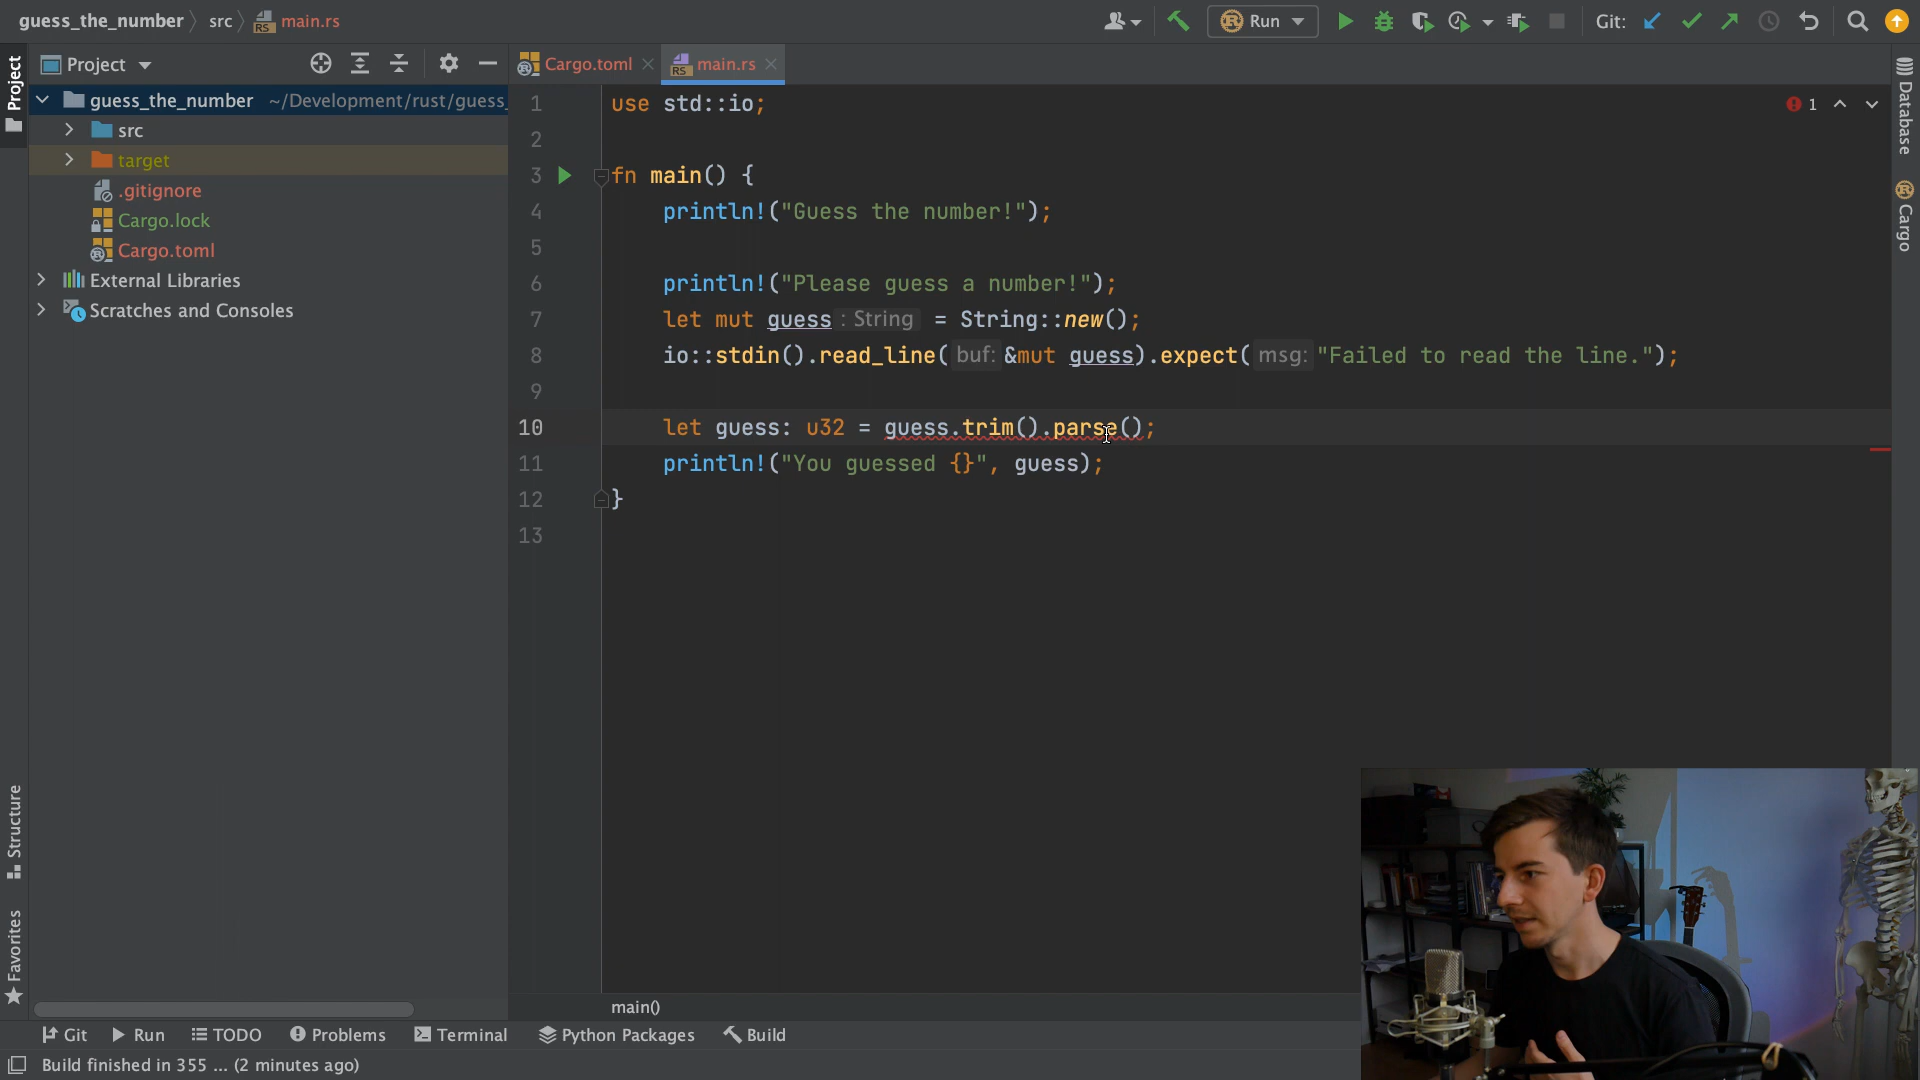 guess_the_number src main.rs
Run
Git:
Project
Cargo.toml
main.rs
guess_the_number ~/Development/rust/guess_
src
target
.gitignore
Cargo.lock
Cargo.toml
External Libraries
Scratches and Consoles
1 use std::io;
2
3 fn main() {
4 println!("Guess the number!");
5
6 println!("Please guess a number!");
7 let mut guess : String = String::new();
8 io::stdin().read_line( buf: &mut guess).expect( msg: "Failed to read the line.");
9
10 let guess: u32 = guess.trim().parse();
11 println!("You guessed {}", guess);
12 }
13
1
main()
Project
Structure
Favorites
Database
Cargo
Git Run TODO Problems Terminal Python Packages Build
Build finished in 355 ... (2 minutes ago)